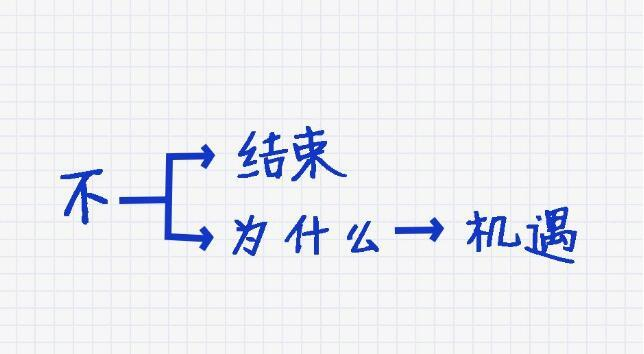 结束
不
为什么 → 机遇